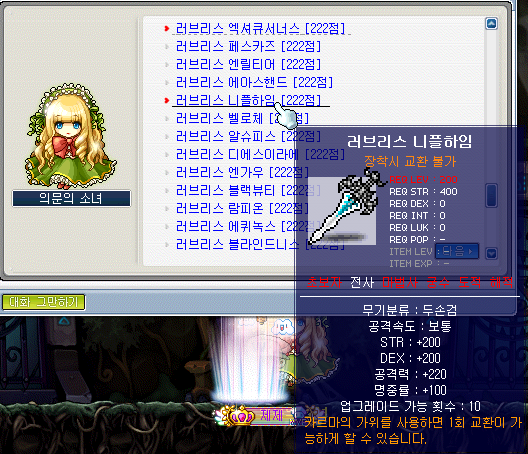 러브리스 엑셔큐서너스 [222점]
러브리스 페스카즈 [222점]
러브리스 엔릴티어 [222점]
러브리스 에아스핸드 [222점]
러브리스 니플하임 [222점]
러브리스 벨로체 [222점]
러브리스 알슈피스 [222점]
러브리스 디에스이라에 [222점]
러브리스 엔가우 [222점]
러브리스 블랙뷰티 [222점]
러브리스 람피온 [222점]
러브리스 에퀴녹스 [222점]
러브리스 블라인드니스 [222점]
의문의 소녀
대화 그만하기
러브리스 니플하임
장착시 교환 불가
REQ LEV : 200
REQ STR : 400
REQ DEX : 0
REQ INT : 0
REQ LUK : 0
REQ POP : -
ITEM LEV : -
ITEM EXP : -
초보자 전사 마법사 궁수 도적 해적
무기분류 : 두손검
공격속도 : 보통
STR : +200
DEX : +200
공격력 : +220
명중률 : +100
업그레이드 가능 횟수 : 10
카르마의 가위를 사용하면 1회 교환이 가
능하게 할 수 있습니다.
제제